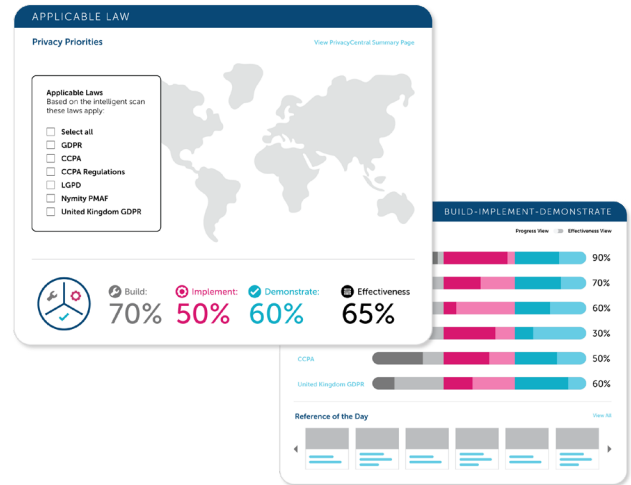 APPLICABLE LAW
Privacy Priorities
View PrivacyCentral Summary Page
Applicable Laws
Based on the intelligent scan
these laws apply:
Select all
GDPR
CCPA
CCPA Regulations
LGPD
Nymity PMAF
United Kingdom GDPR
Build:
70%
Implement:
50%
Demonstrate:
60%
Effectiveness
65%
BUILD-IMPLEMENT-DEMONSTRATE
Progress View
Effectiveness View
90%
70%
60%
30%
CCPA
50%
United Kingdom GDPR
60%
Reference of the Day
View All